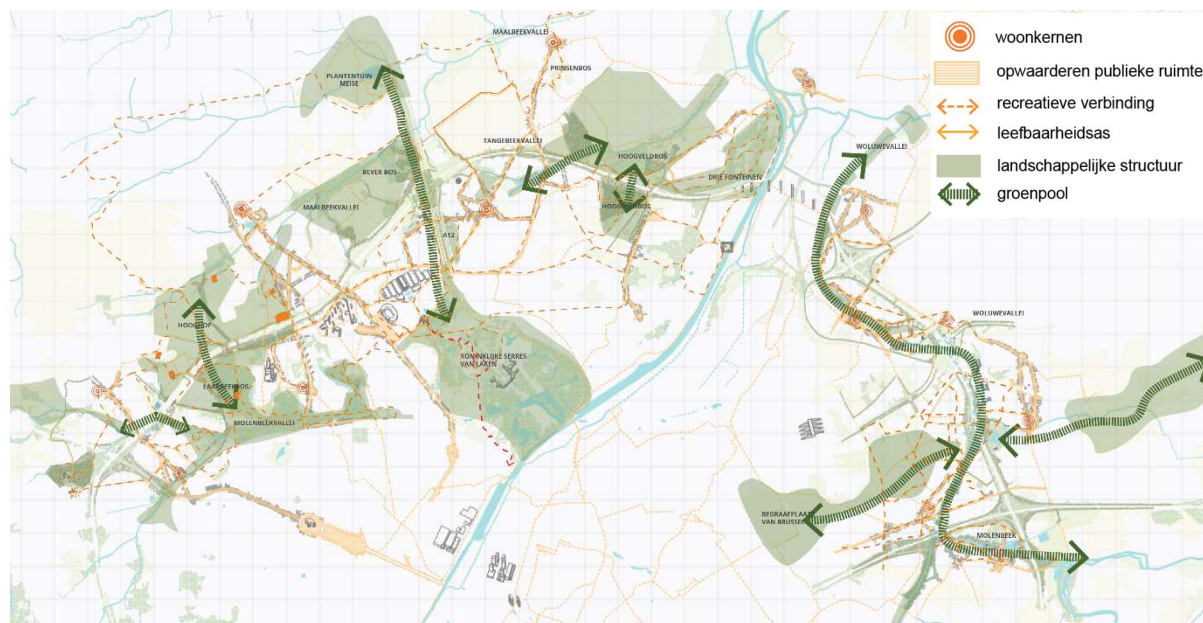 MAALBEEKVALLEI
PRINSENBOS
PLANTENTUIN
MEISE
TANGEBEEKVALLEI
HOOGVELDBOS
BEVER BOS
DRIE FONTEINEN
WOLUWEVALLEI
MAALBEEKVALLEI
A12
HOOGHOF
WOLUWEVALLEI
KONINKLIJKE SERRES
VAN LAKEN
MOLENBEEKVALLEI
BEGRAAFPLAATS
VAN BRUSSEL
MOLENBEEK
woonkernen
opwaarderen publieke ruimte
recreatieve verbinding
leefbaarheidsas
landschappelijke structuur
groenpool